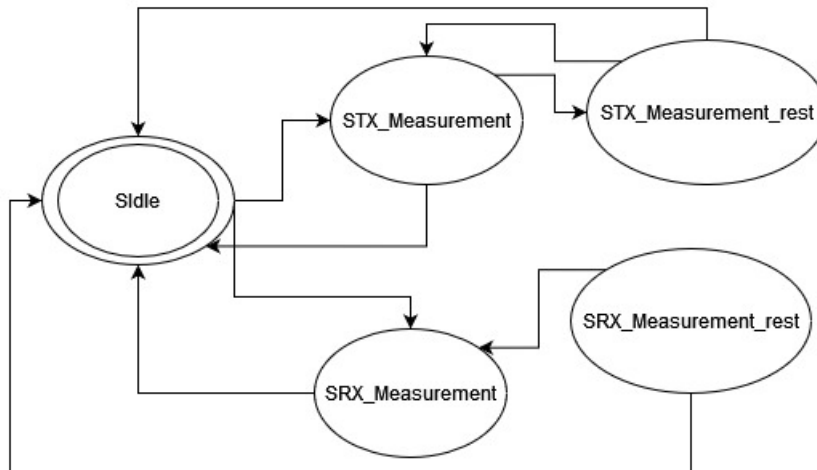 STX_Measurement
STX_Measurement_rest
SIdle
SRX_Measurement_rest
SRX_Measurement